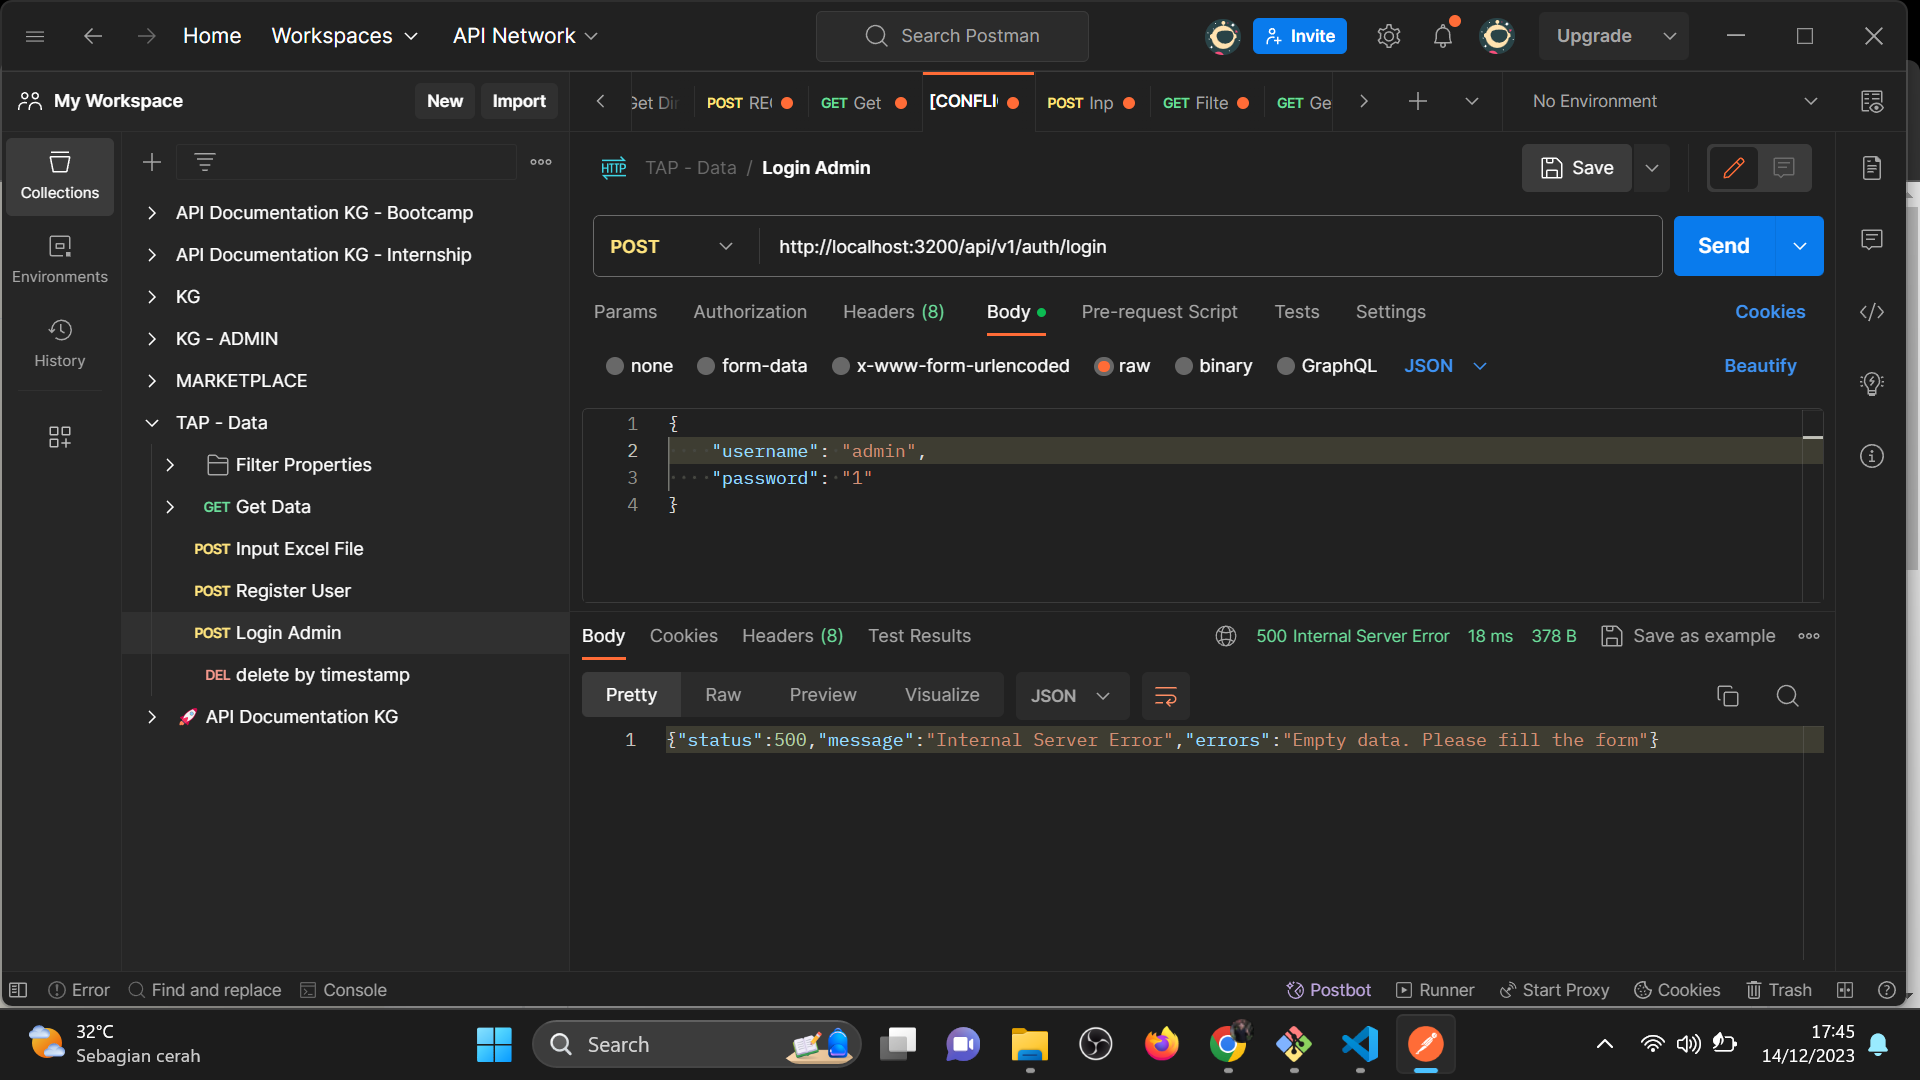 Home
Workspaces
API Network
Search Postman
Invite
Upgrade
My Workspace
New
Import
Get Dir
POST RE
GET Get
[CONFLI
POST Inp
GET Filte
GET Ge
No Environment
Collections
Environments
History
API Documentation KG - Bootcamp
API Documentation KG - Internship
KG
KG - ADMIN
MARKETPLACE
TAP - Data
Filter Properties
GET Get Data
POST Input Excel File
POST Register User
POST Login Admin
DEL delete by timestamp
🚀 API Documentation KG
HTTP TAP - Data / Login Admin
Save
POST
http://localhost:3200/api/v1/auth/login
Send
Params
Authorization
Headers (8)
Body
Pre-request Script
Tests
Settings
Cookies
none
form-data
x-www-form-urlencoded
raw
binary
GraphQL
JSON
Beautify
1 {
2 "username": "admin",
3 "password": "1"
4 }
Body
Cookies
Headers (8)
Test Results
500 Internal Server Error 18 ms 378 B
Save as example
Pretty
Raw
Preview
Visualize
JSON
1 {"status":500,"message":"Internal Server Error","errors":"Empty data. Please fill the form"}
Error
Find and replace
Console
Postbot
Runner
Start Proxy
Cookies
Trash
32°C
Sebagian cerah
Search
17:45
14/12/2023